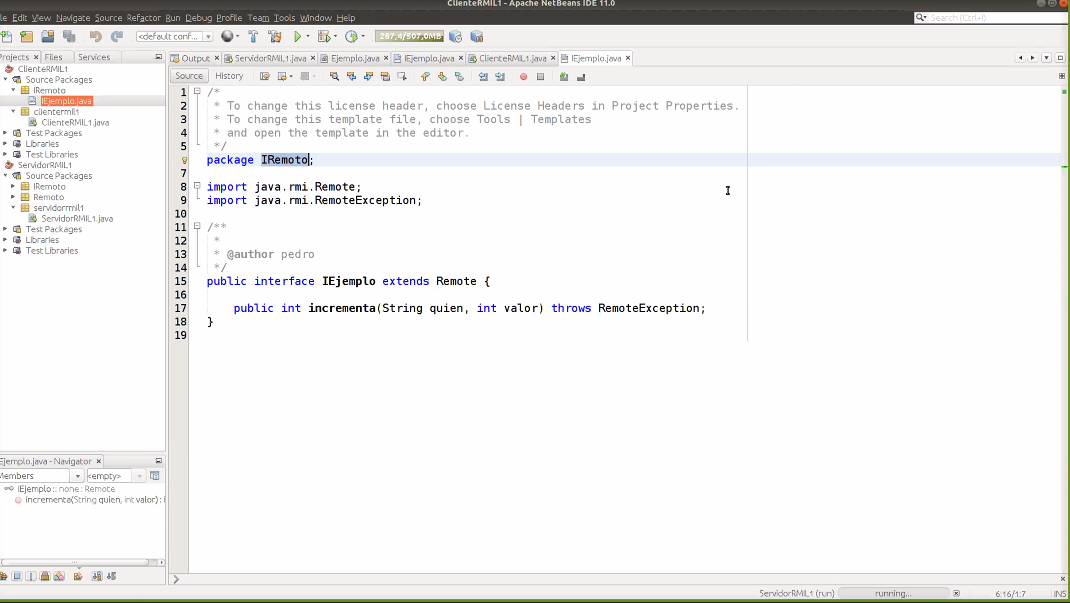 ClienteRMIL1 - Apache NetBeans IDE 11.0
File Edit View Navigate Source Refactor Run Debug Profile Team Tools Window Help
Search (Ctrl+I)
<default conf...
287,4/507,0MB
Projects Files Services
Output ServidorRMIL1.java Ejemplo.java IEjemplo.java ClienteRMIL1.java IEjemplo.java
Source History
ClienteRMIL1
Source Packages
IRemoto
IEjemplo.java
clientermil1
ClienteRMIL1.java
Test Packages
Libraries
Test Libraries
ServidorRMIL1
Source Packages
IRemoto
Remoto
servidorrmil1
ServidorRMIL1.java
Test Packages
Libraries
Test Libraries
1 /*
2 * To change this license header, choose License Headers in Project Properties.
3 * To change this template file, choose Tools | Templates
4 * and open the template in the editor.
5 */
package IRemoto;
7
8 import java.rmi.Remote;
9 import java.rmi.RemoteException;
10
11 /**
12 *
13 * @author pedro
14 */
15 public interface IEjemplo extends Remote {
16
17 public int incrementa(String quien, int valor) throws RemoteException;
18 }
19
IEjemplo.java - Navigator
Members <empty>
IEjemplo :: none : Remote
incrementa(String quien, int valor) : i
ServidorRMIL1 (run) running... 6:16/1:7 INS